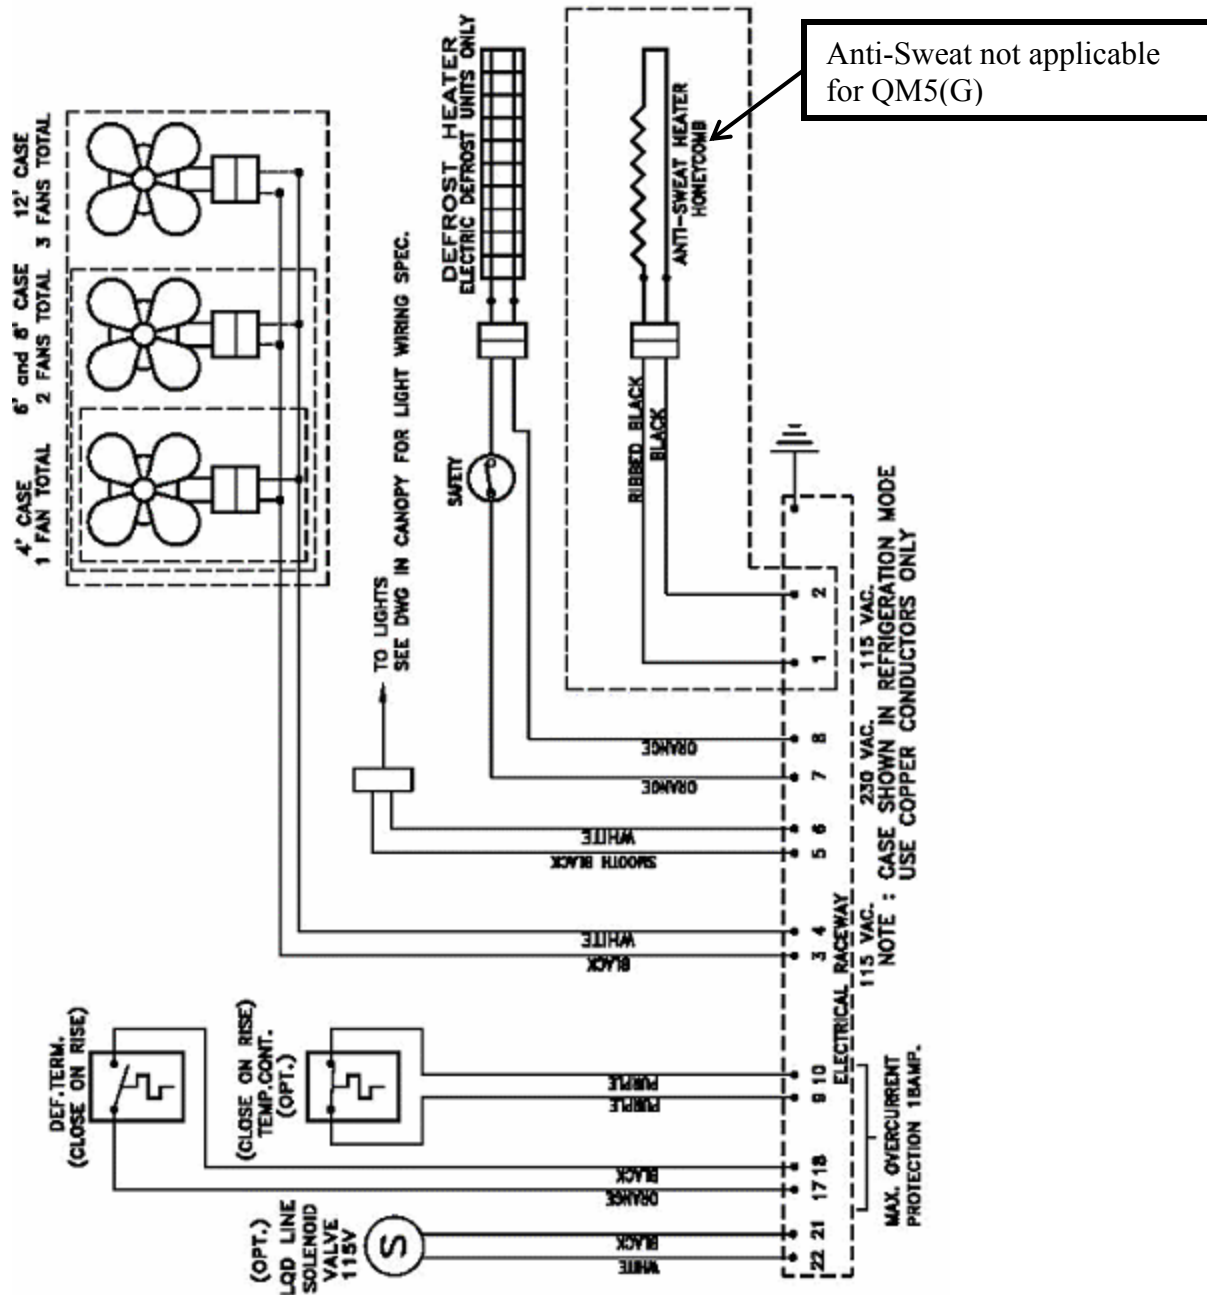 Anti-Sweat not applicable
for QM5(G)
12' CASE
3 FANS TOTAL
6' and 8' CASE
2 FANS TOTAL
4' CASE
1 FAN TOTAL
DEFROST HEATER
ELECTRIC DEFROST UNITS ONLY
ANTI-SWEAT HEATER
HONEYCOMB
SAFETY
RIBBED BLACK
BLACK
TO LIGHTS
SEE DWG IN CANOPY FOR LIGHT WIRING SPEC.
ORANGE
ORANGE
WHITE
SMOOTH BLACK
WHITE
BLACK
DEF.TERM.
(CLOSE ON RISE)
(CLOSE ON RISE)
TEMP.CONT.
(OPT.)
PURPLE
PURPLE
BLACK
ORANGE
(OPT.)
LQD LINE
SOLENOID
VALVE
115V
S
BLACK
WHITE
22 21 17 18 9 10 3 4 5 6 7 8 1 2
ELECTRICAL RACEWAY
115 VAC. 230 VAC. 115 VAC.
NOTE : CASE SHOWN IN REFRIGERATION MODE
USE COPPER CONDUCTORS ONLY
MAX. OVERCURRENT
PROTECTION 18AMP.